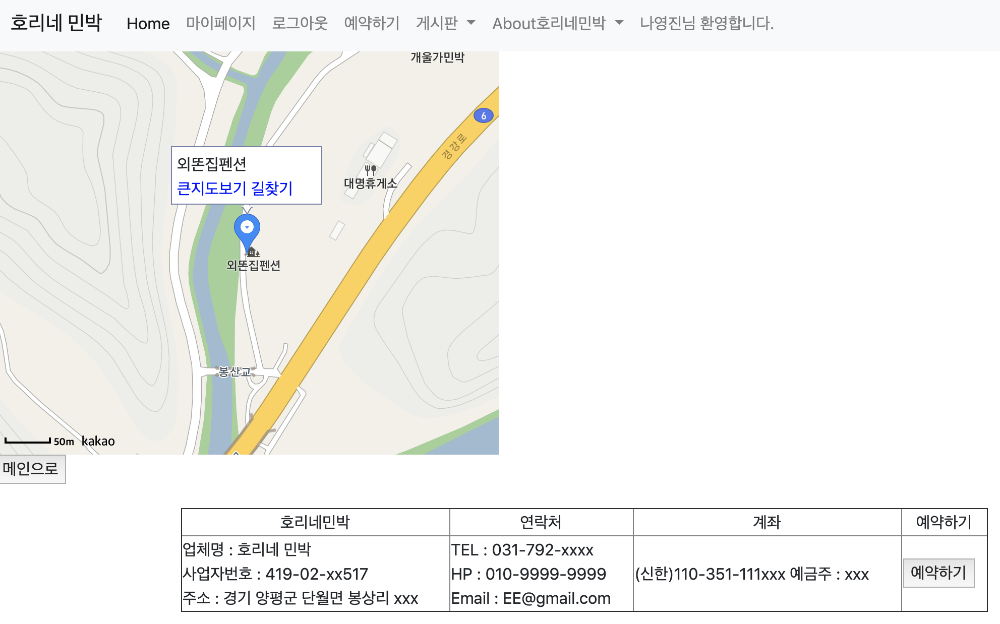 호리네 민박 Home 마이페이지 로그아웃 예약하기 게시판 About호리네민박 나영진님 환영합니다.
개울가민박
6
경강로
외똔집펜션
큰지도보기 길찾기
대명휴게소
외똔집펜션
봉산교
50m kakao
메인으로
호리네민박 연락처 계좌 예약하기
업체명 : 호리네 민박
사업자번호 : 419-02-xx517
주소 : 경기 양평군 단월면 봉상리 xxx
TEL : 031-792-xxxx
HP : 010-9999-9999
Email : EE@gmail.com
(신한)110-351-111xxx 예금주 : xxx
예약하기